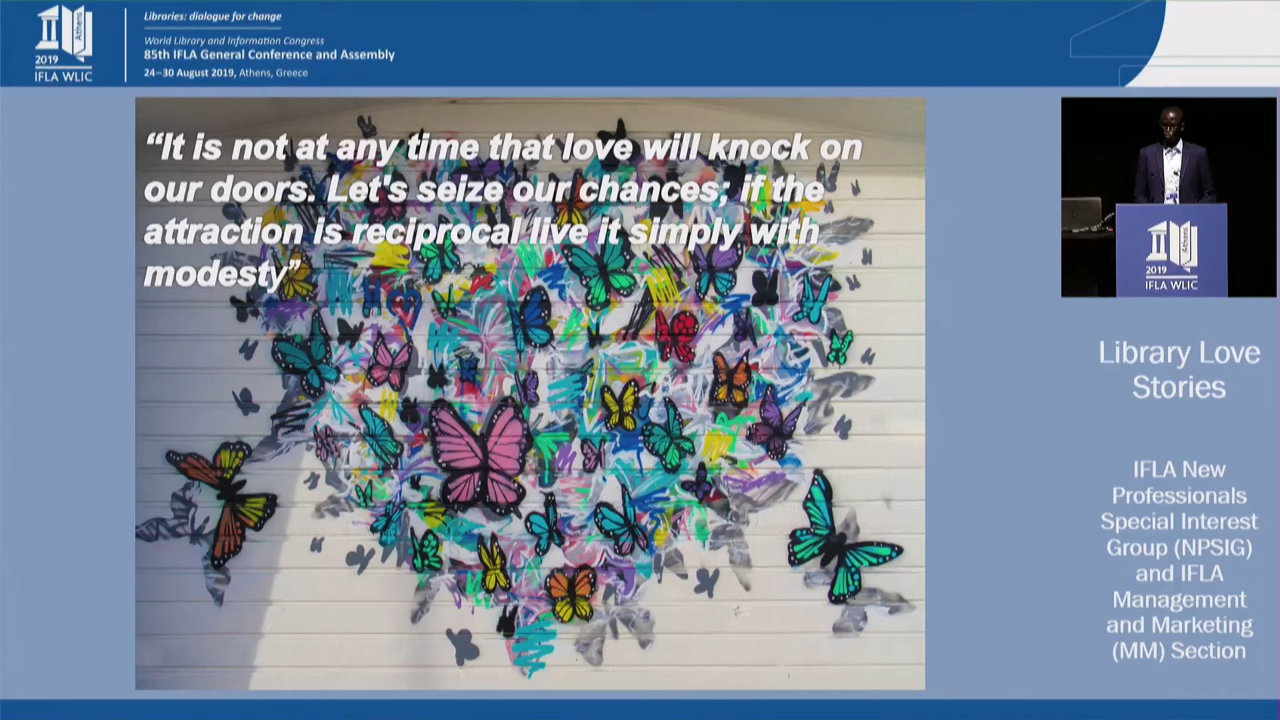 Libraries: dialogue for change
World Library and Information Congress
85th IFLA General Conference and Assembly
24–30 August 2019, Athens, Greece
Athens
2019
IFLA WLIC
“It is not at any time that love will knock on
our doors. Let's seize our chances; if the
attraction is reciprocal live it simply with
modesty”
Athens
2019
IFLA WLIC
Library Love
Stories
IFLA New
Professionals
Special Interest
Group (NPSIG)
and IFLA
Management
and Marketing
(MM) Section